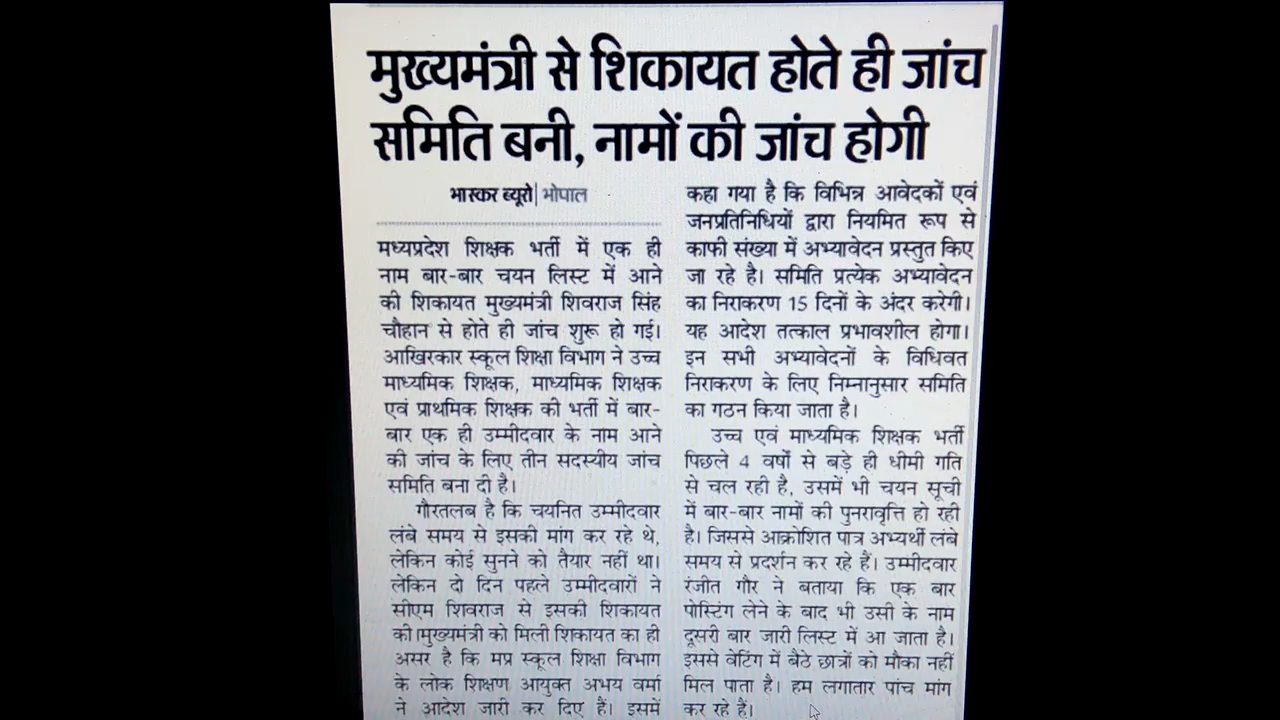 मुख्यमंत्री से शिकायत होते ही जांच
समिति बनी, नामों की जांच होगी
भास्कर ब्यूरो| भोपाल
मध्यप्रदेश शिक्षक भर्ती में एक ही
नाम बार-बार चयन लिस्ट में आने
की शिकायत मुख्यमंत्री शिवराज सिंह
चौहान से होते ही जांच शुरू हो गई।
आखिरकार स्कूल शिक्षा विभाग ने उच्च
माध्यमिक शिक्षक, माध्यमिक शिक्षक
एवं प्राथमिक शिक्षक की भर्ती में बार-
बार एक ही उम्मीदवार के नाम आने
की जांच के लिए तीन सदस्यीय जांच
समिति बना दी है।
गौरतलब है कि चयनित उम्मीदवार
लंबे समय से इसकी मांग कर रहे थे,
लेकिन कोई सुनने को तैयार नहीं था।
लेकिन दो दिन पहले उम्मीदवारों ने
सीएम शिवराज से इसकी शिकायत
की।मुख्यमंत्री को मिली शिकायत का ही
असर है कि मप्र स्कूल शिक्षा विभाग
के लोक शिक्षण आयुक्त अभय वर्मा
ने आदेश जारी कर दिए हैं। इसमें
कहा गया है कि विभिन्न आवेदकों एवं
जनप्रतिनिधियों द्वारा नियमित रूप से
काफी संख्या में अभ्यावेदन प्रस्तुत किए
जा रहे है। समिति प्रत्येक अभ्यावेदन
का निराकरण 15 दिनों के अंदर करेगी।
यह आदेश तत्काल प्रभावशील होगा।
इन सभी अभ्यावेदनों के विधिवत
निराकरण के लिए निम्नानुसार समिति
का गठन किया जाता है।
उच्च एवं माध्यमिक शिक्षक भर्ती
पिछले 4 वर्षों से बड़े ही धीमी गति
से चल रही है, उसमें भी चयन सूची
में बार-बार नामों की पुनरावृत्ति हो रही
है। जिससे आक्रोशित पात्र अभ्यर्थी लंबे
समय से प्रदर्शन कर रहे हैं। उम्मीदवार
रंजीत गौर ने बताया कि एक बार
पोस्टिंग लेने के बाद भी उसी के नाम
दूसरी बार जारी लिस्ट में आ जाता है।
इससे वेटिंग में बैठे छात्रों को मौका नहीं
मिल पाता है। हम लगातार पांच मांग
कर रहे हैं।